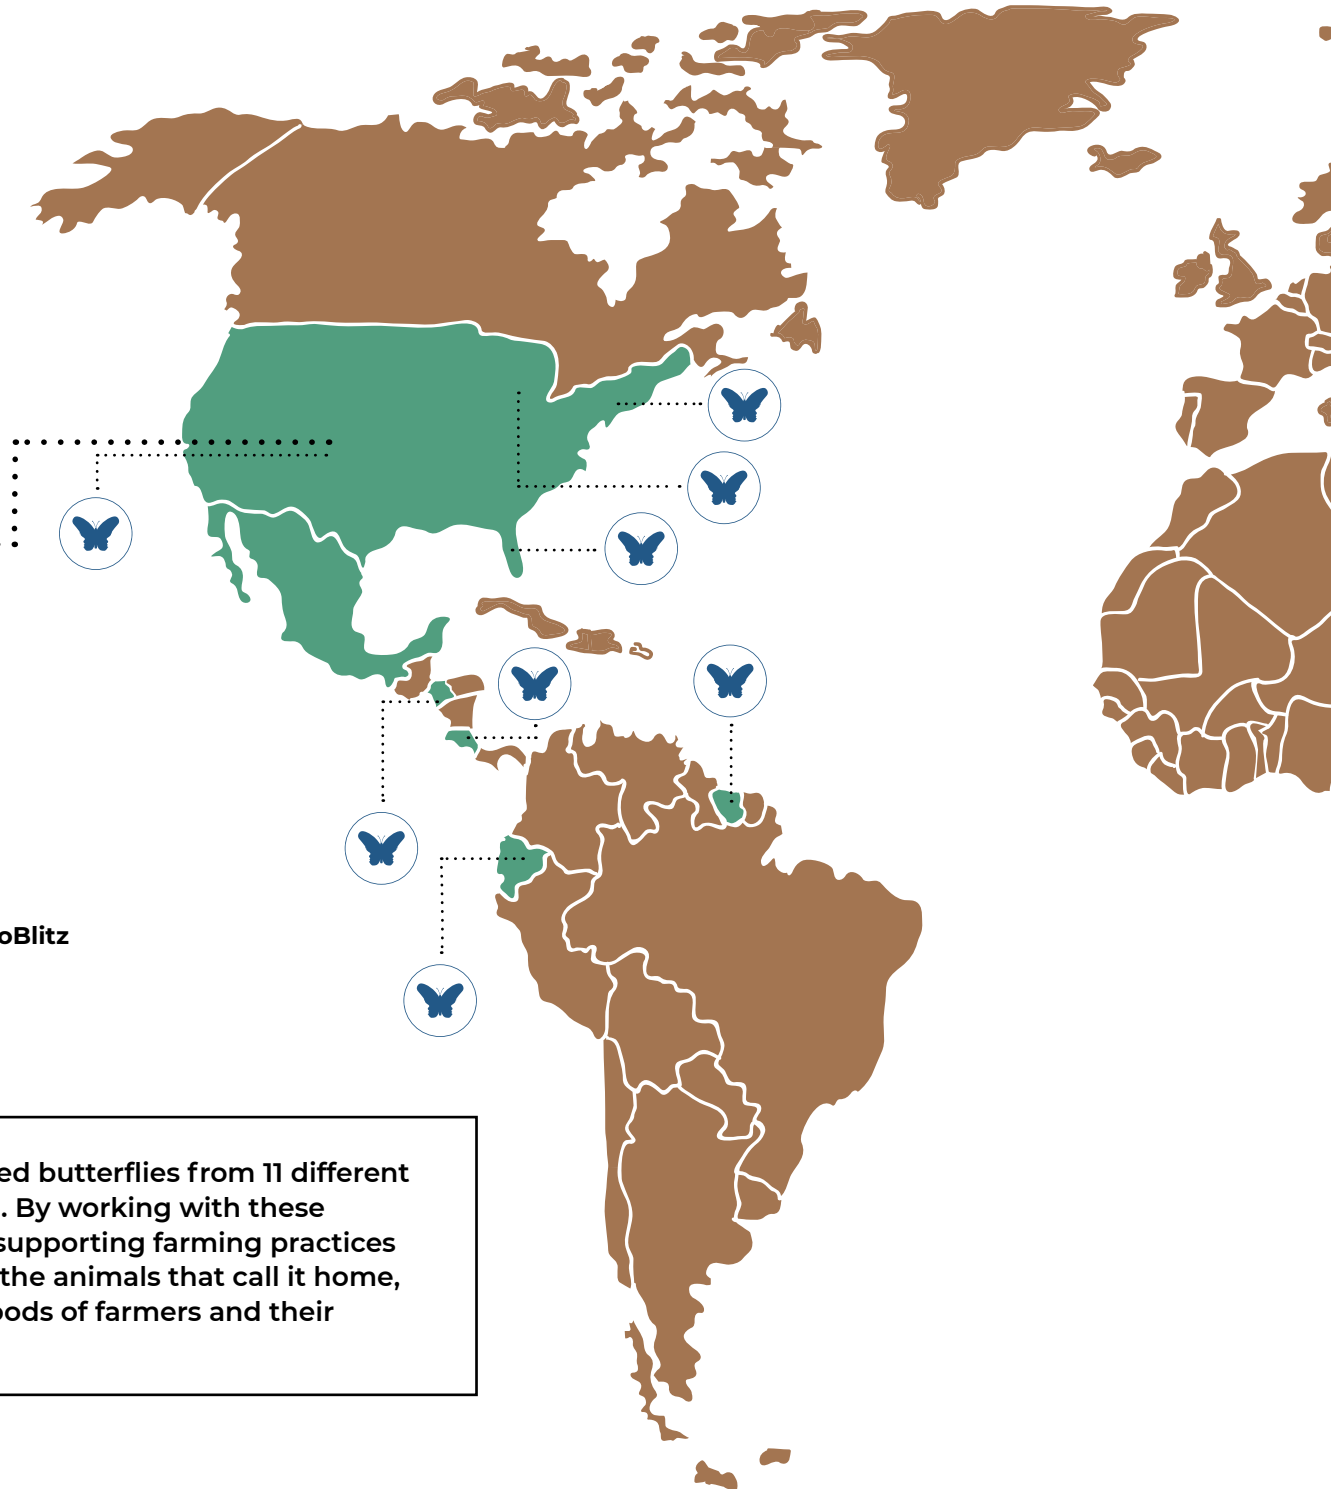 oBlitz
ed butterflies from 11 different
. By working with these
supporting farming practices
the animals that call it home,
oods of farmers and their